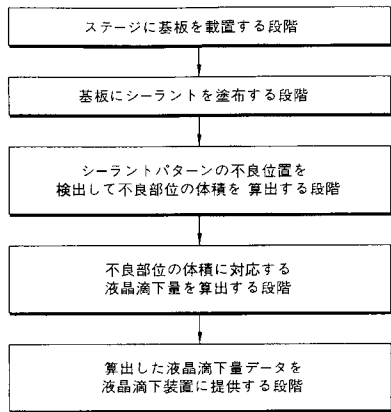 ステージに基板を載置する段階
基板にシーラントを塗布する段階
シーラントパターンの不良位置を
検出して不良部位の体積を 算出する段階
不良部位の体積に対応する
液晶滴下量を算出する段階
算出した液晶滴下量データを
液晶滴下装置に提供する段階